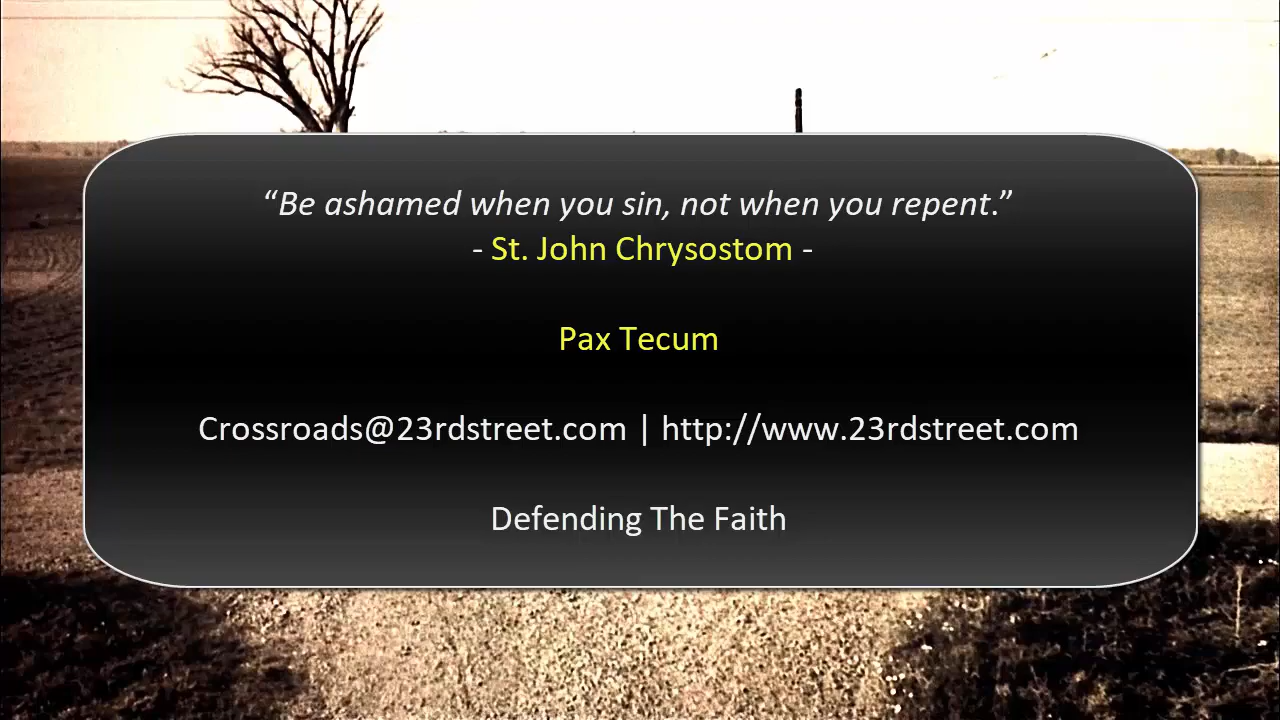 “Be ashamed when you sin, not when you repent.”
- St. John Chrysostom -
Pax Tecum
Crossroads@23rdstreet.com | http://www.23rdstreet.com
Defending The Faith